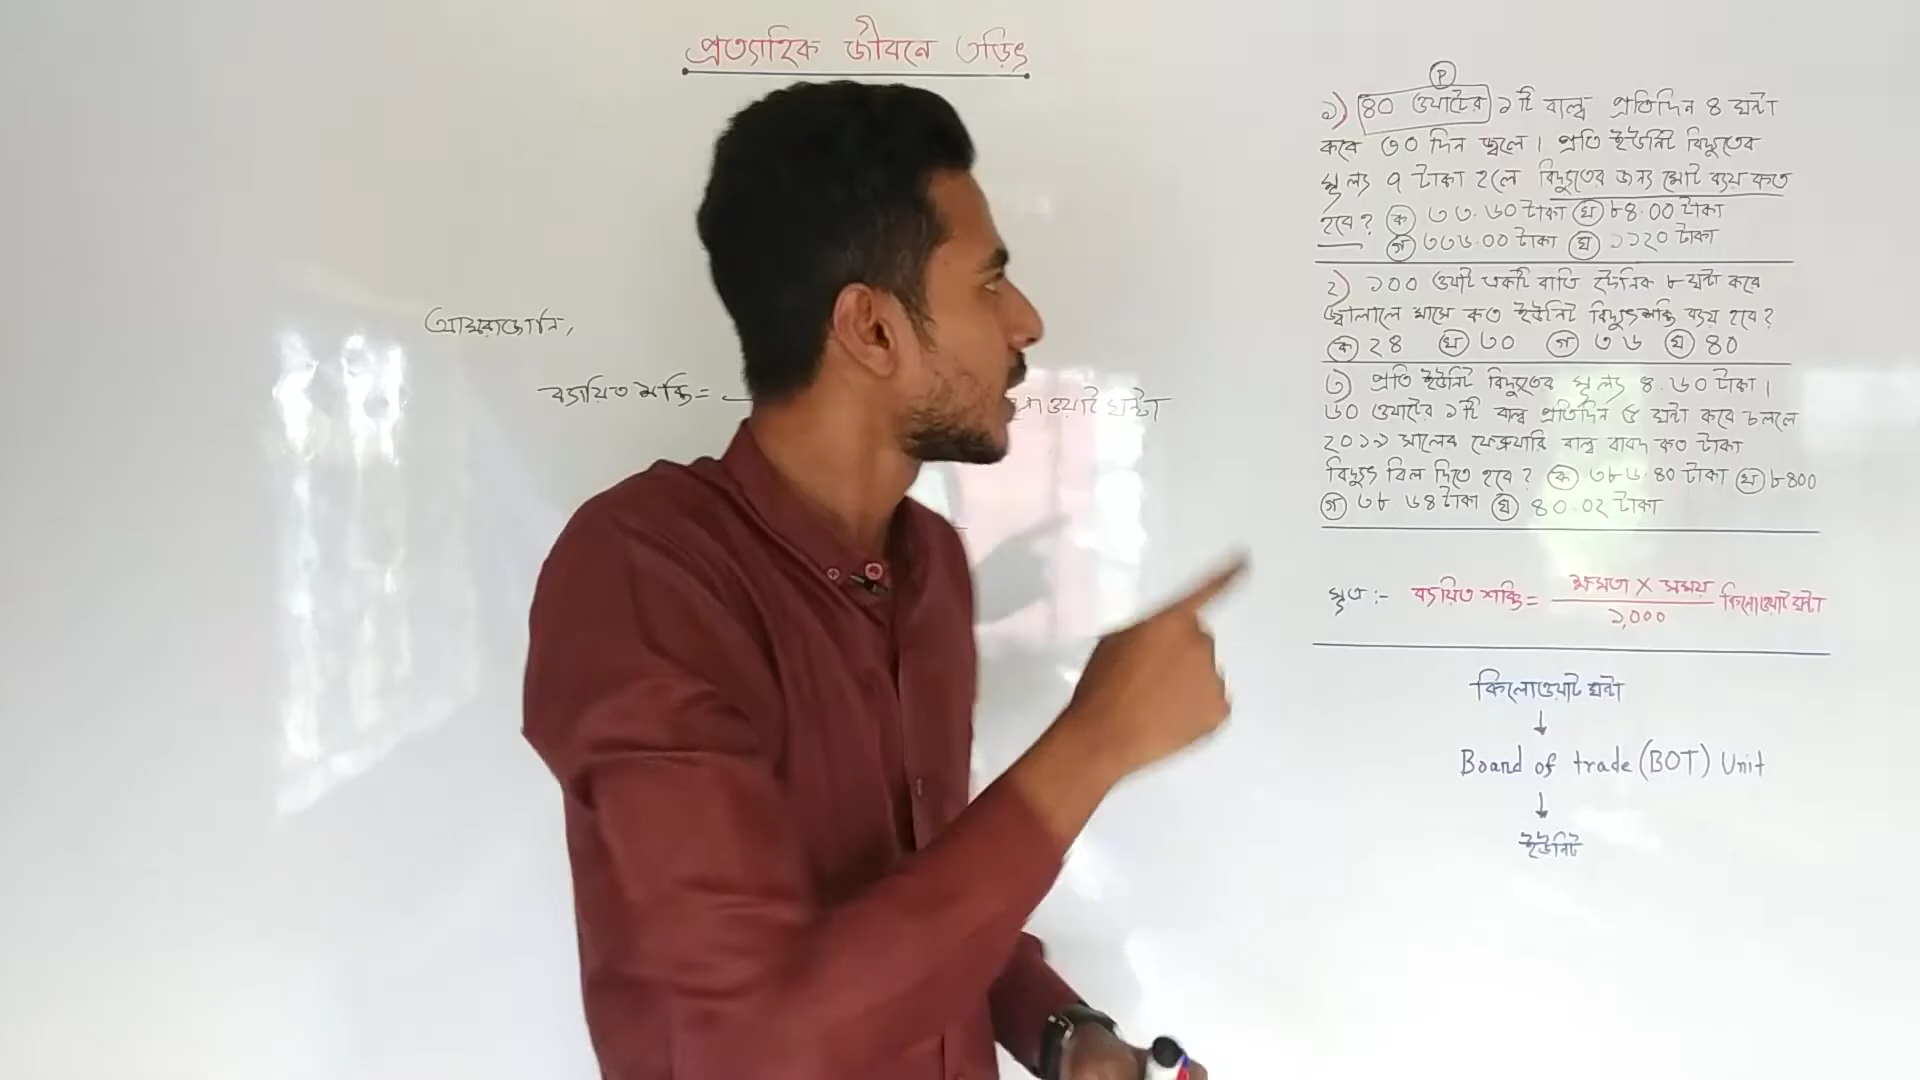 প্রত্যাহিক জীবনে তড়িৎ
আমরাজানি,
ব্যয়িত শক্তি =
ওয়াট ঘন্টা
P
১) ৪০ ওয়াটের ১টি বাল্ব প্রতিদিন ৪ ঘন্টা
করে ৩০ দিন জ্বলে। প্রতি ইউনিট বিদ্যুতের
মূল্য ৭ টাকা হলে বিদ্যুতের জন্য মোট ব্যয় কত
হবে? ক ৩৩.৬০ টাকা ঘ ৮৪.০০ টাকা
গ ৩৩৬.০০ টাকা ঘ ১১২০ টাকা
২) ১০০ ওয়াট একটি বাতি দৈনিক ৮ ঘন্টা করে
জ্বালালে মাসে কত ইউনিট বিদ্যুৎশক্তি ব্যয় হবে?
ক ২৪ খ ৩০ গ ৩৬ ঘ ৪০
৩) প্রতি ইউনিট বিদ্যুতের মূল্য ৪.৬০ টাকা।
৬০ ওয়াটের ১টি বাল্ব প্রতিদিন ৫ ঘন্টা করে চললে
২০১৯ সালের ফেব্রুয়ারি বাল্ব বাবদ কত টাকা
বিদ্যুৎ বিল দিতে হবে? ক ৩৮৬.৪০ টাকা খ ৮৪০০
গ ৩৮.৬৪ টাকা ঘ ৪০.০২ টাকা
সূত্র :- ব্যয়িত শক্তি = ক্ষমতা X সময় কিলোওয়াট ঘন্টা
১,০০০
কিলোওয়াট ঘন্টা
↓
Board of trade (BOT) Unit
↓
ইউনিট